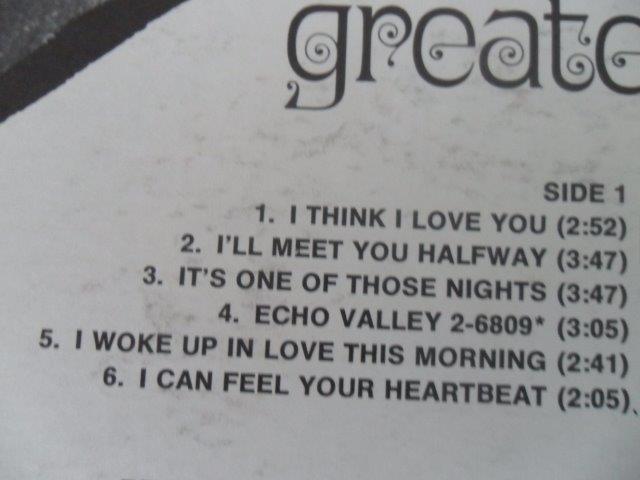 greate
SIDE 1
1. I THINK I LOVE YOU (2:52)
2. I'LL MEET YOU HALFWAY (3:47)
3. IT'S ONE OF THOSE NIGHTS (3:47)
4. ECHO VALLEY 2-6809* (3:05)
5. I WOKE UP IN LOVE THIS MORNING (2:41)
6. I CAN FEEL YOUR HEARTBEAT (2:05)